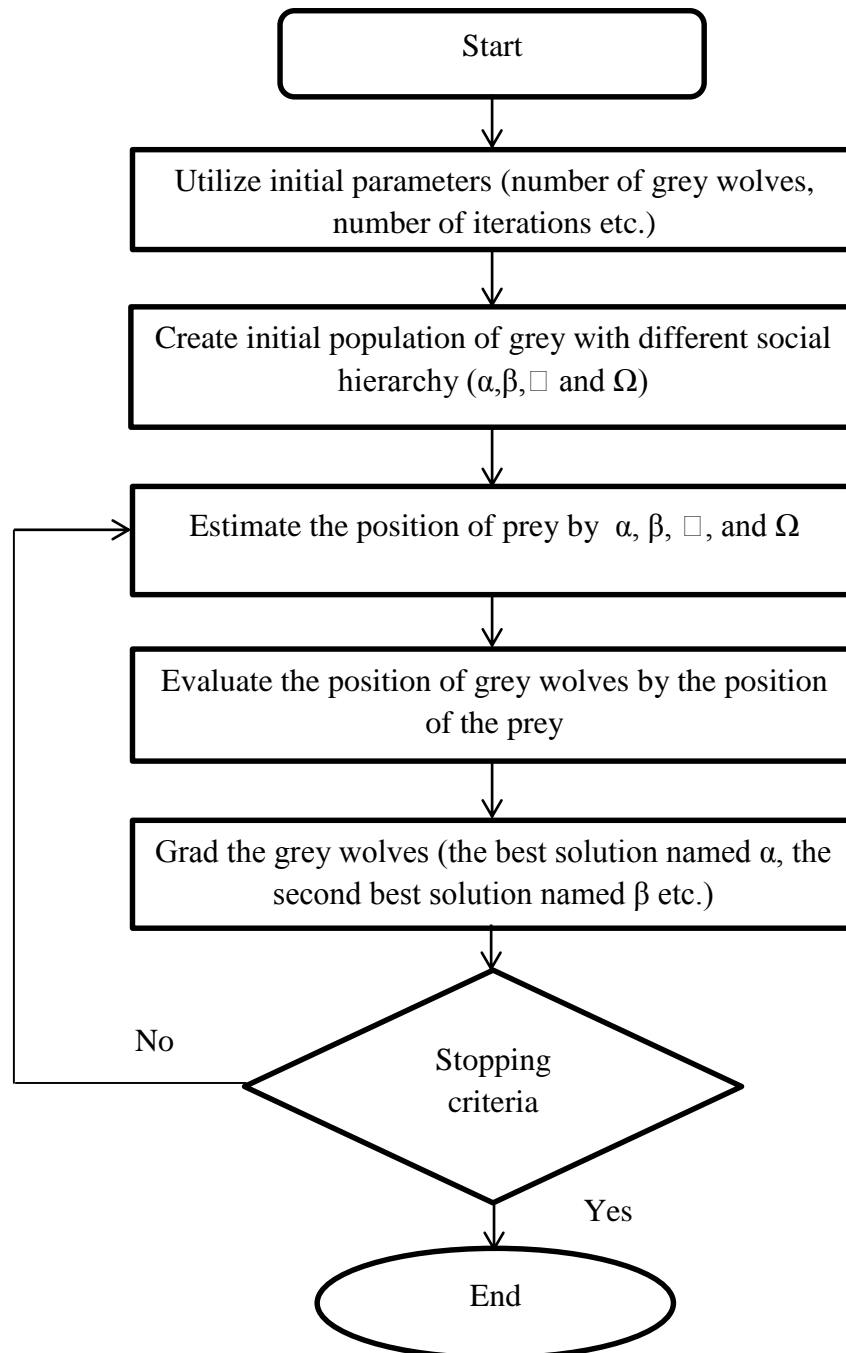 Start
Utilize initial parameters (number of grey wolves,
number of iterations etc.)
Create initial population of grey with different social
hierarchy (α,β,□ and Ω)
Estimate the position of prey by α, β, □, and Ω
Evaluate the position of grey wolves by the position
of the prey
Grad the grey wolves (the best solution named α, the
second best solution named β etc.)
No
Stopping
criteria
Yes
End